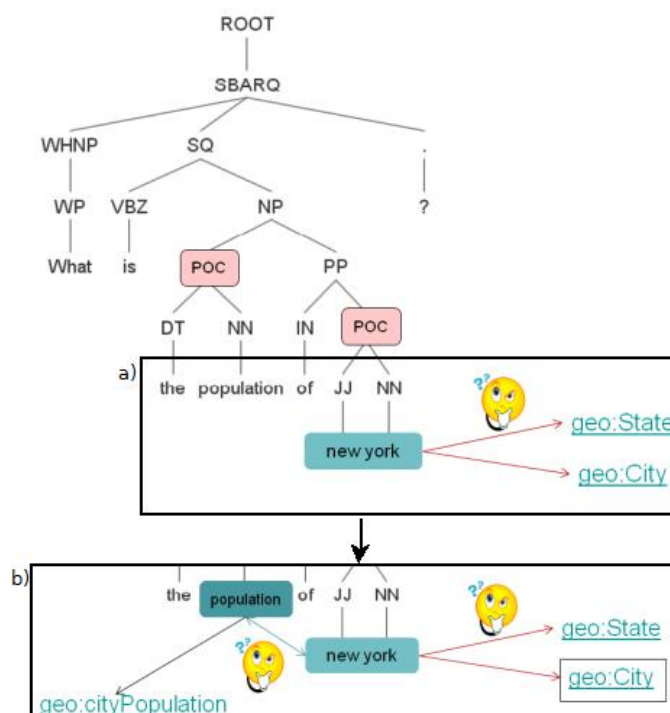 ROOT
SBARQ
WHNP SQ .
WP VBZ NP ?
What is POC PP
DT NN IN POC
a)
the population of JJ NN
?? geo:State
new york
geo:City
b)
the population of JJ NN
?? geo:State
?? new york
geo:City
geo:cityPopulation